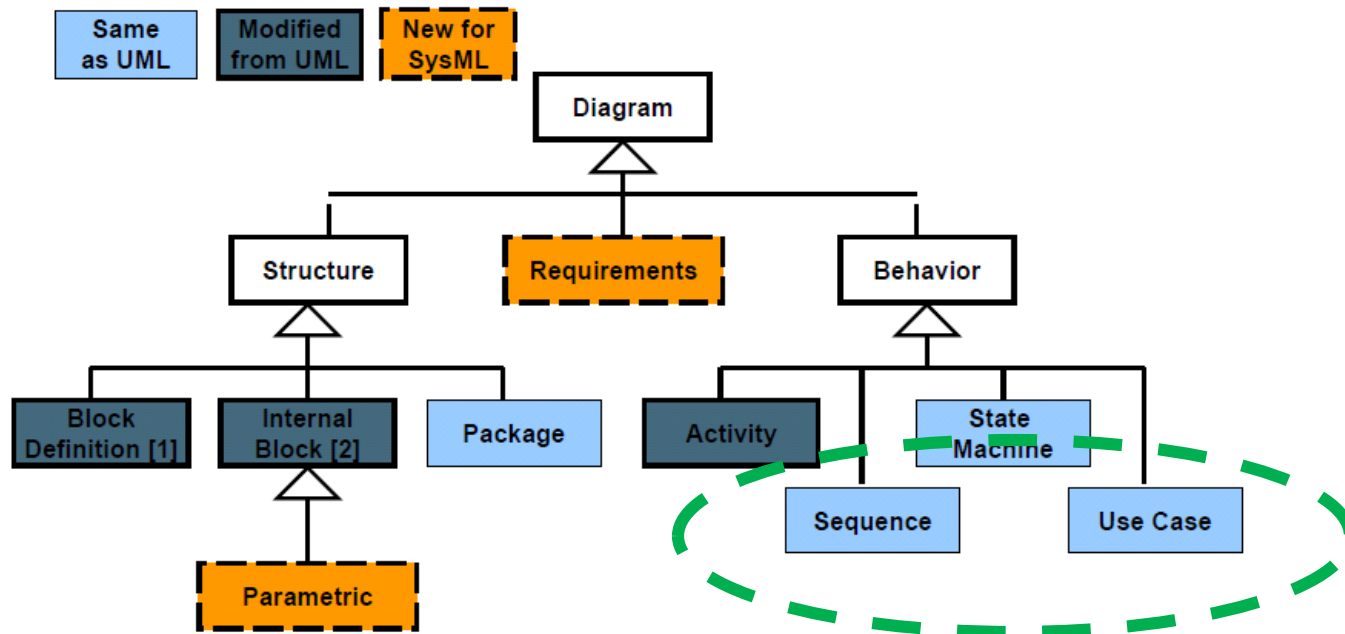 Same
as UML
Modified
from UML
New for
SysML
Diagram
Structure
Requirements
Behavior
Block
Definition [1]
Internal
Block [2]
Package
Activity
State
Machine
Sequence
Use Case
Parametric